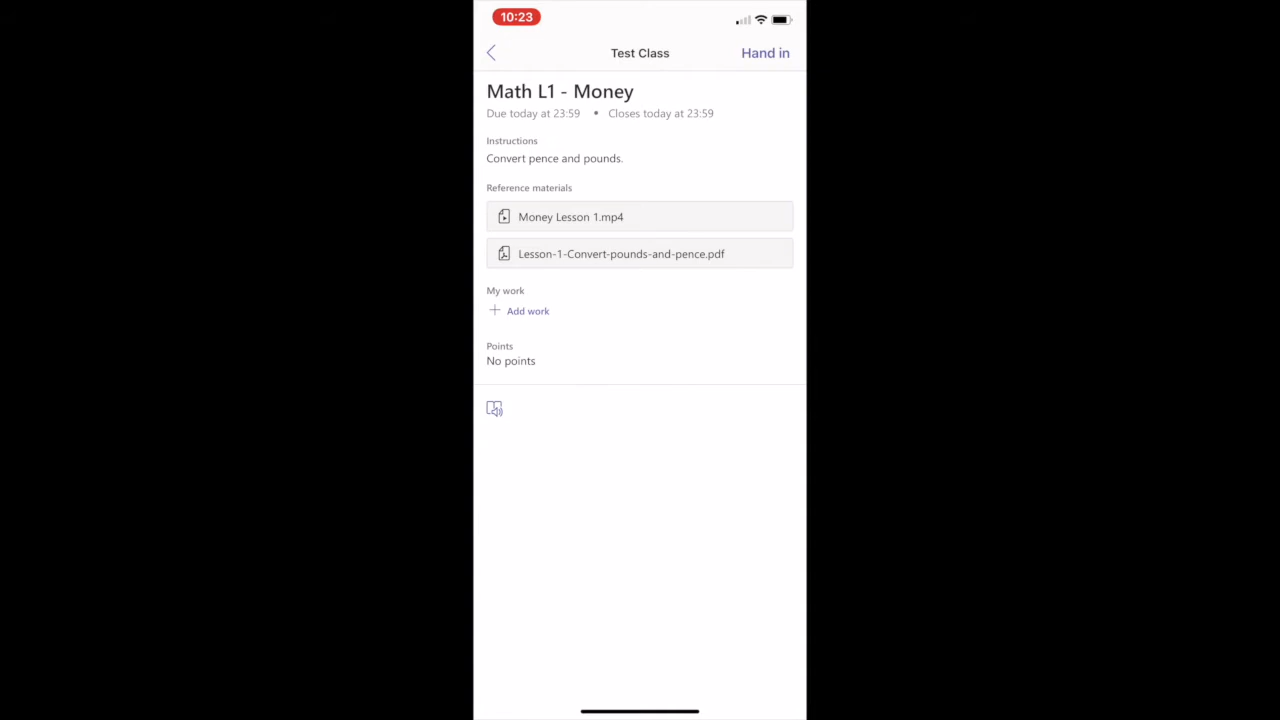 10:23
Test Class
Hand in
Math L1 - Money
Due today at 23:59 • Closes today at 23:59
Instructions
Convert pence and pounds.
Reference materials
Money Lesson 1.mp4
Lesson-1-Convert-pounds-and-pence.pdf
My work
Add work
Points
No points